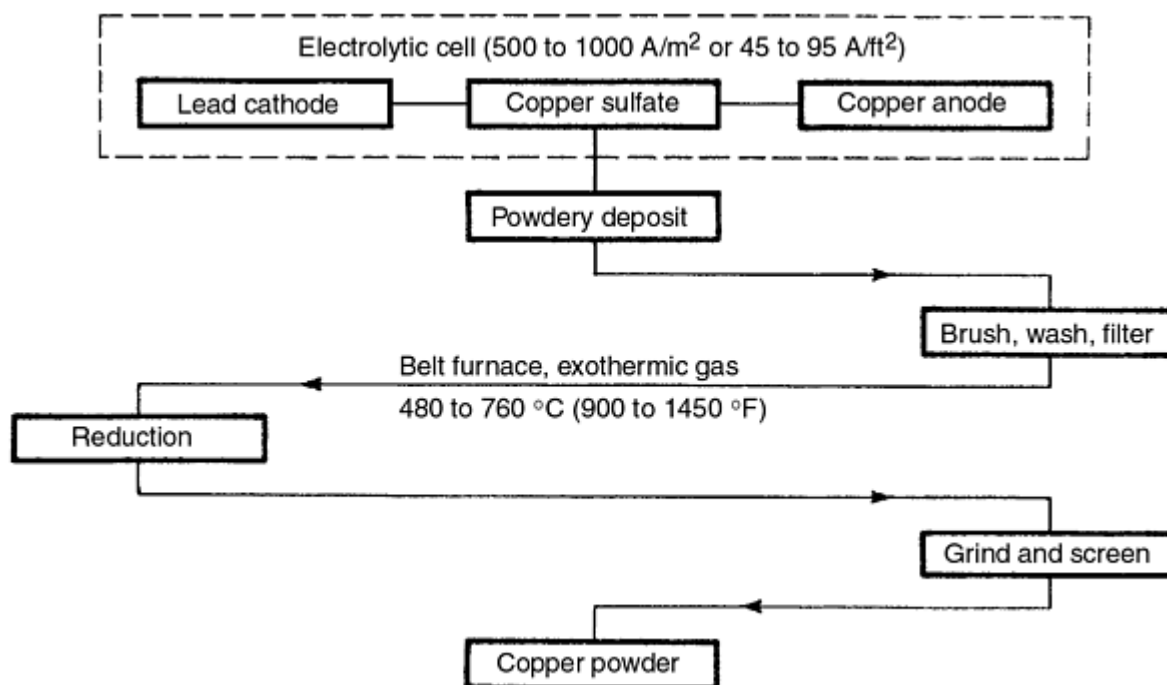 Electrolytic cell (500 to 1000 A/m² or 45 to 95 A/ft²)
Lead cathode
Copper sulfate
Copper anode
Powdery deposit
Brush, wash, filter
Belt furnace, exothermic gas
480 to 760 °C (900 to 1450 °F)
Reduction
Grind and screen
Copper powder